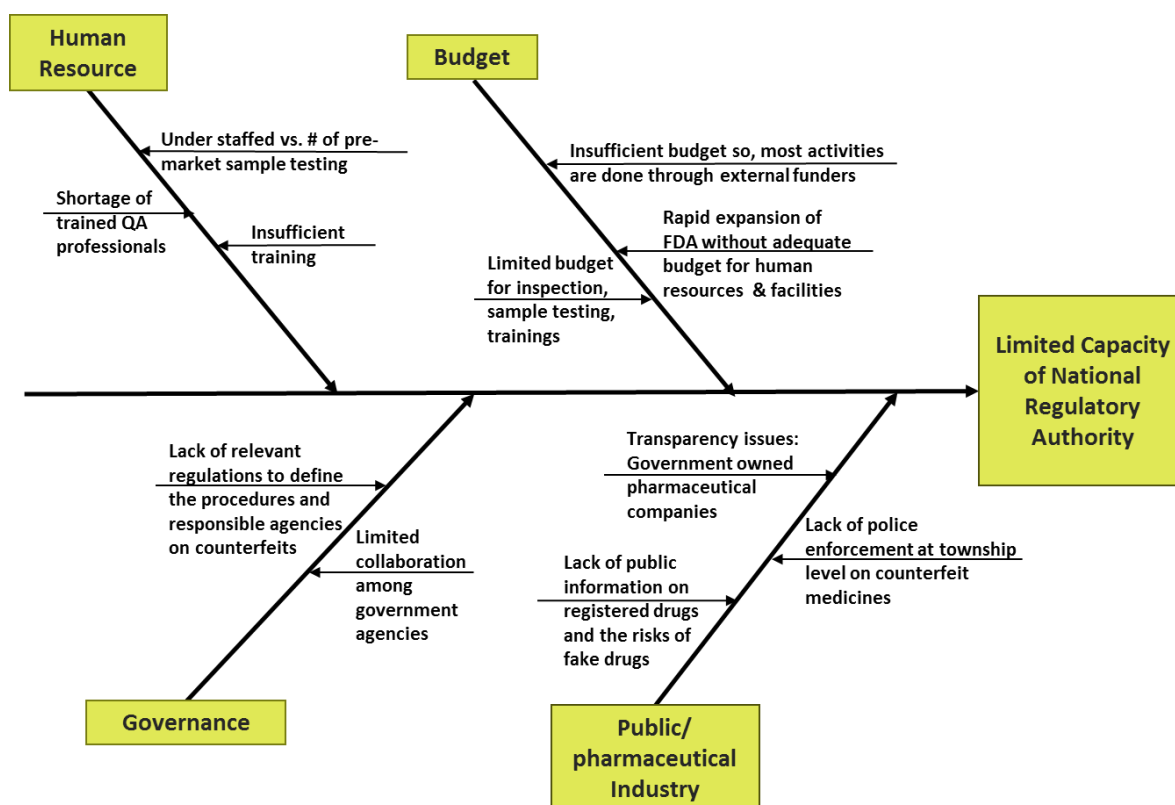 Human
Resource
Budget
Under staffed vs. # of pre-
market sample testing
Shortage of
trained QA
professionals
Insufficient
training
Insufficient budget so, most activities
are done through external funders
Rapid expansion of
FDA without adequate
budget for human
resources & facilities
Limited budget
for inspection,
sample testing,
trainings
Limited Capacity
of National
Regulatory
Authority
Lack of relevant
regulations to define
the procedures and
responsible agencies
on counterfeits
Limited
collaboration
among
government
agencies
Transparency issues:
Government owned
pharmaceutical
companies
Lack of police
enforcement at township
level on counterfeit
medicines
Lack of public
information on
registered drugs
and the risks of
fake drugs
Governance
Public/
pharmaceutical
Industry